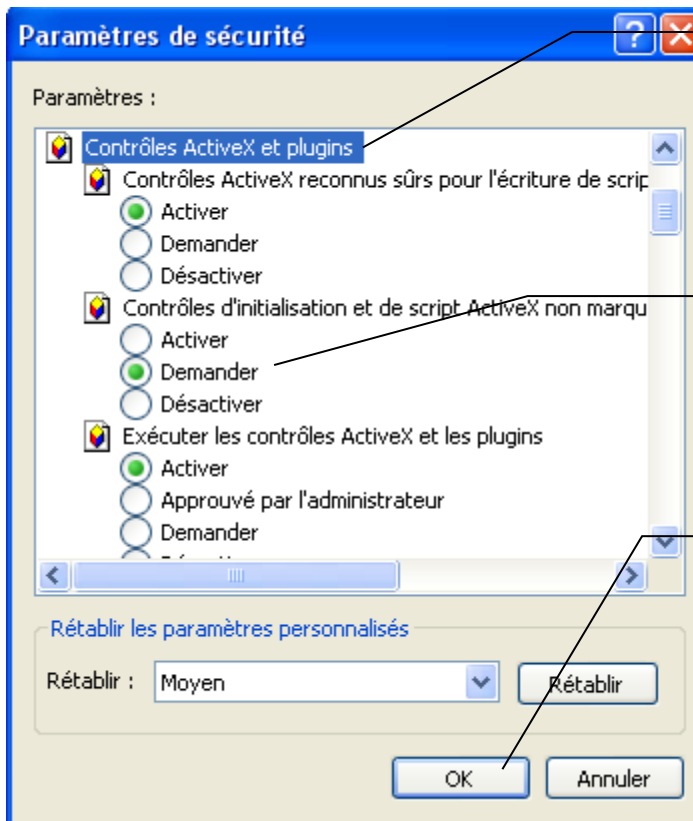 Paramètres de sécurité
Paramètres :
Contrôles ActiveX et plugins
Contrôles ActiveX reconnus sûrs pour l'écriture de scrip
Activer
Demander
Désactiver
Contrôles d'initialisation et de script ActiveX non marqu
Activer
Demander
Désactiver
Exécuter les contrôles ActiveX et les plugins
Activer
Approuvé par l'administrateur
Demander
Rétablir les paramètres personnalisés
Rétablir :
Moyen
Rétablir
OK
Annuler